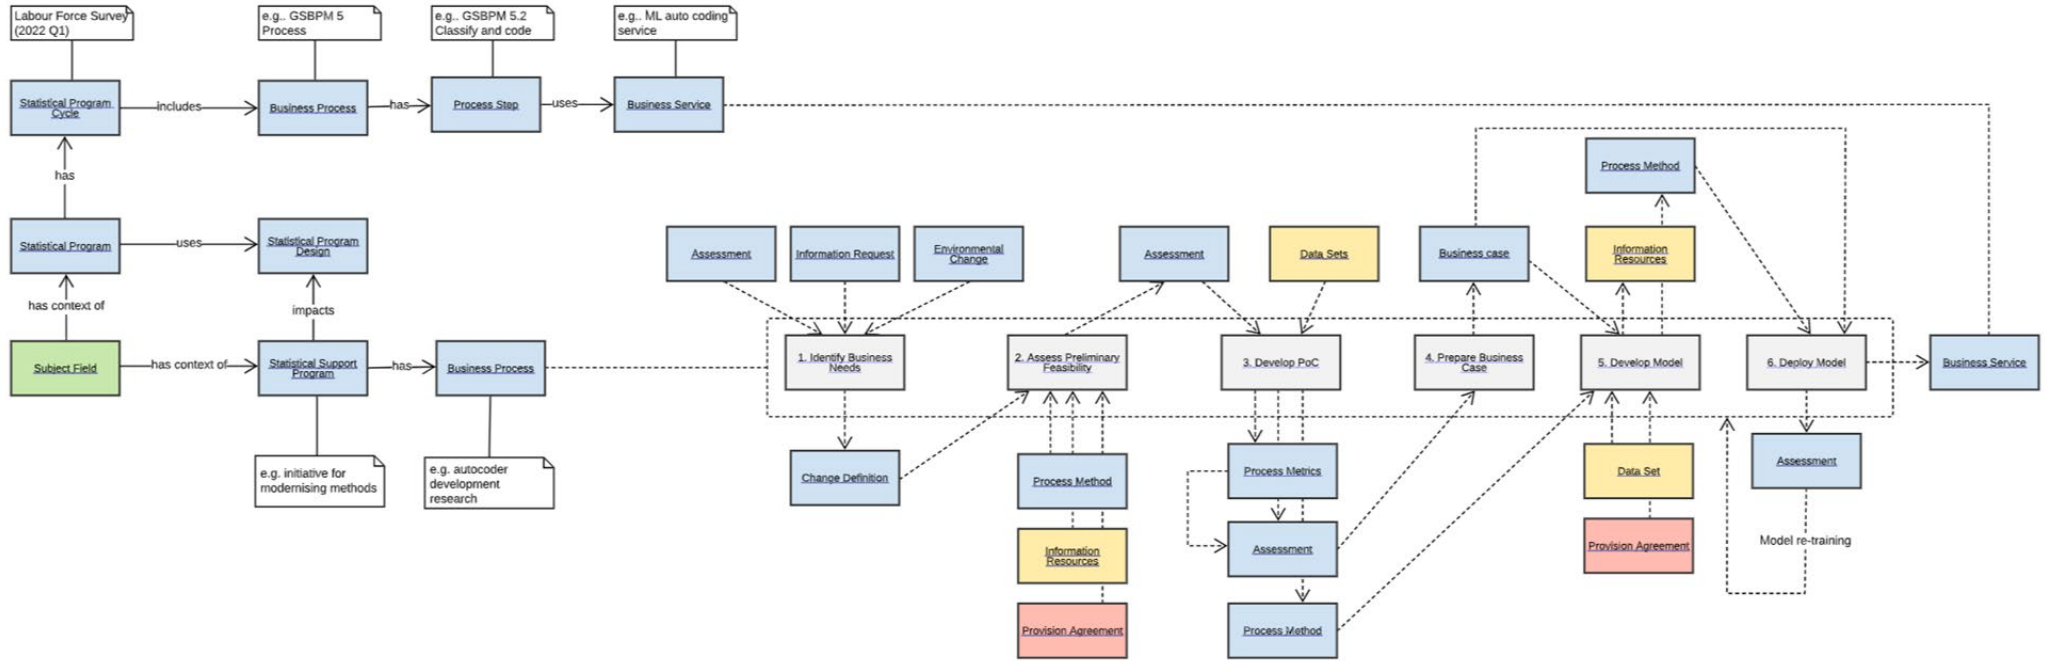 Labour Force Survey
(2022 Q1)
e.g.. GSBPM 5
Process
e.g.. GSBPM 5.2
Classify and code
e.g.. ML auto coding
service
Statistical Program
Cycle
includes
Business Process
has
Process Step
uses
Business Service
has
Process Method
Statistical Program
uses
Statistical Program
Design
Assessment
Information Request
Environmental
Change
Assessment
Data Sets
Business case
Information
Resources
has context of
impacts
Subject Field
has context of
Statistical Support
Program
has
Business Process
1. Identify Business
Needs
2. Assess Preliminary
Feasibility
3. Develop PoC
4. Prepare Business
Case
5. Develop Model
6. Deploy Model
Business Service
e.g. initiative for
modernising methods
e.g. autocoder
development
research
Change Definition
Process Method
Process Metrics
Data Set
Assessment
Information
Resources
Assessment
Provision Agreement
Model re-training
Provision Agreement
Process Method